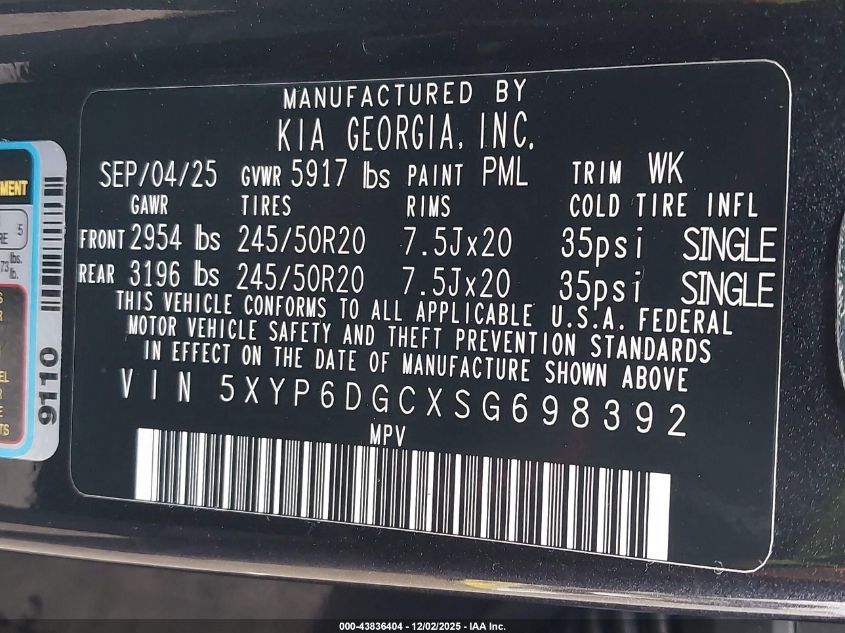 MANUFACTURED BY
KIA GEORGIA, INC.
SEP/04/25 GVWR 5917 lbs PAINT PML TRIM WK
GAWR TIRES RIMS COLD TIRE INFL
FRONT 2954 lbs 245/50R20 7.5Jx20 35psi SINGLE
REAR 3196 lbs 245/50R20 7.5Jx20 35psi SINGLE
THIS VEHICLE CONFORMS TO ALL APPLICABLE U.S.A. FEDERAL
MOTOR VEHICLE SAFETY AND THEFT PREVENTION STANDARDS
IN EFFECT ON THE DATE OF MANUFACTURE SHOWN ABOVE
VIN 5XYP6DGCXSG698392
MPV
9110
5
lbs.
lb.
000-43836404 - 12/02/2025 - IAA Inc.